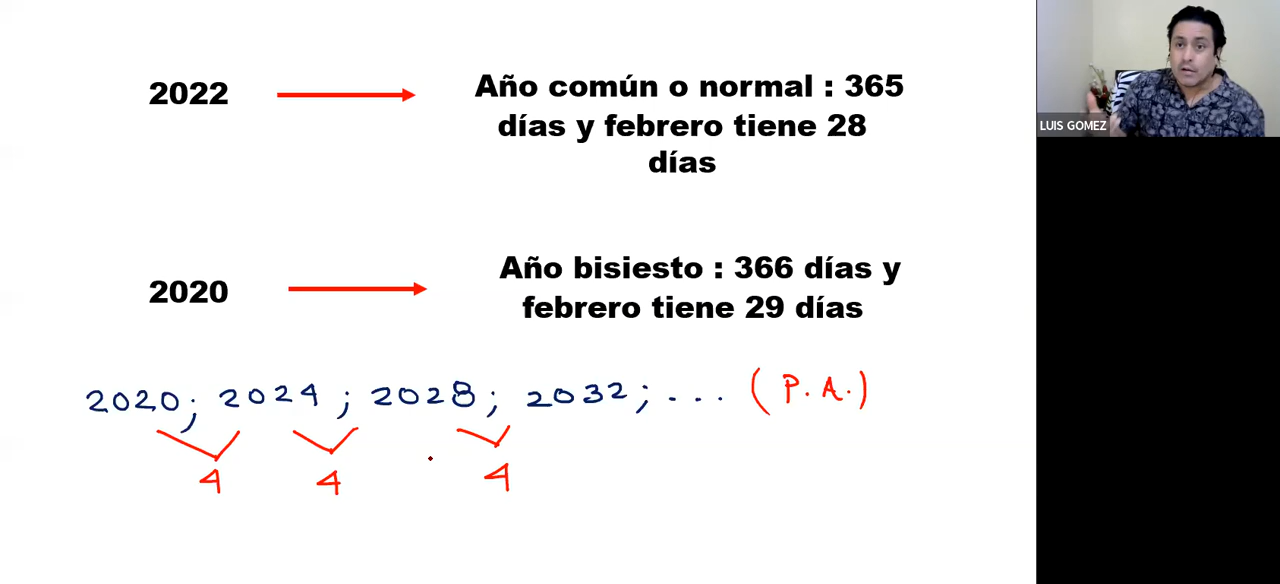 2022
Año común o normal : 365
días y febrero tiene 28
días
LUIS GOMEZ
2020
Año bisiesto : 366 días y
febrero tiene 29 días
2020; 2024; 2028; 2032; ... (P.A.)
4 4 4